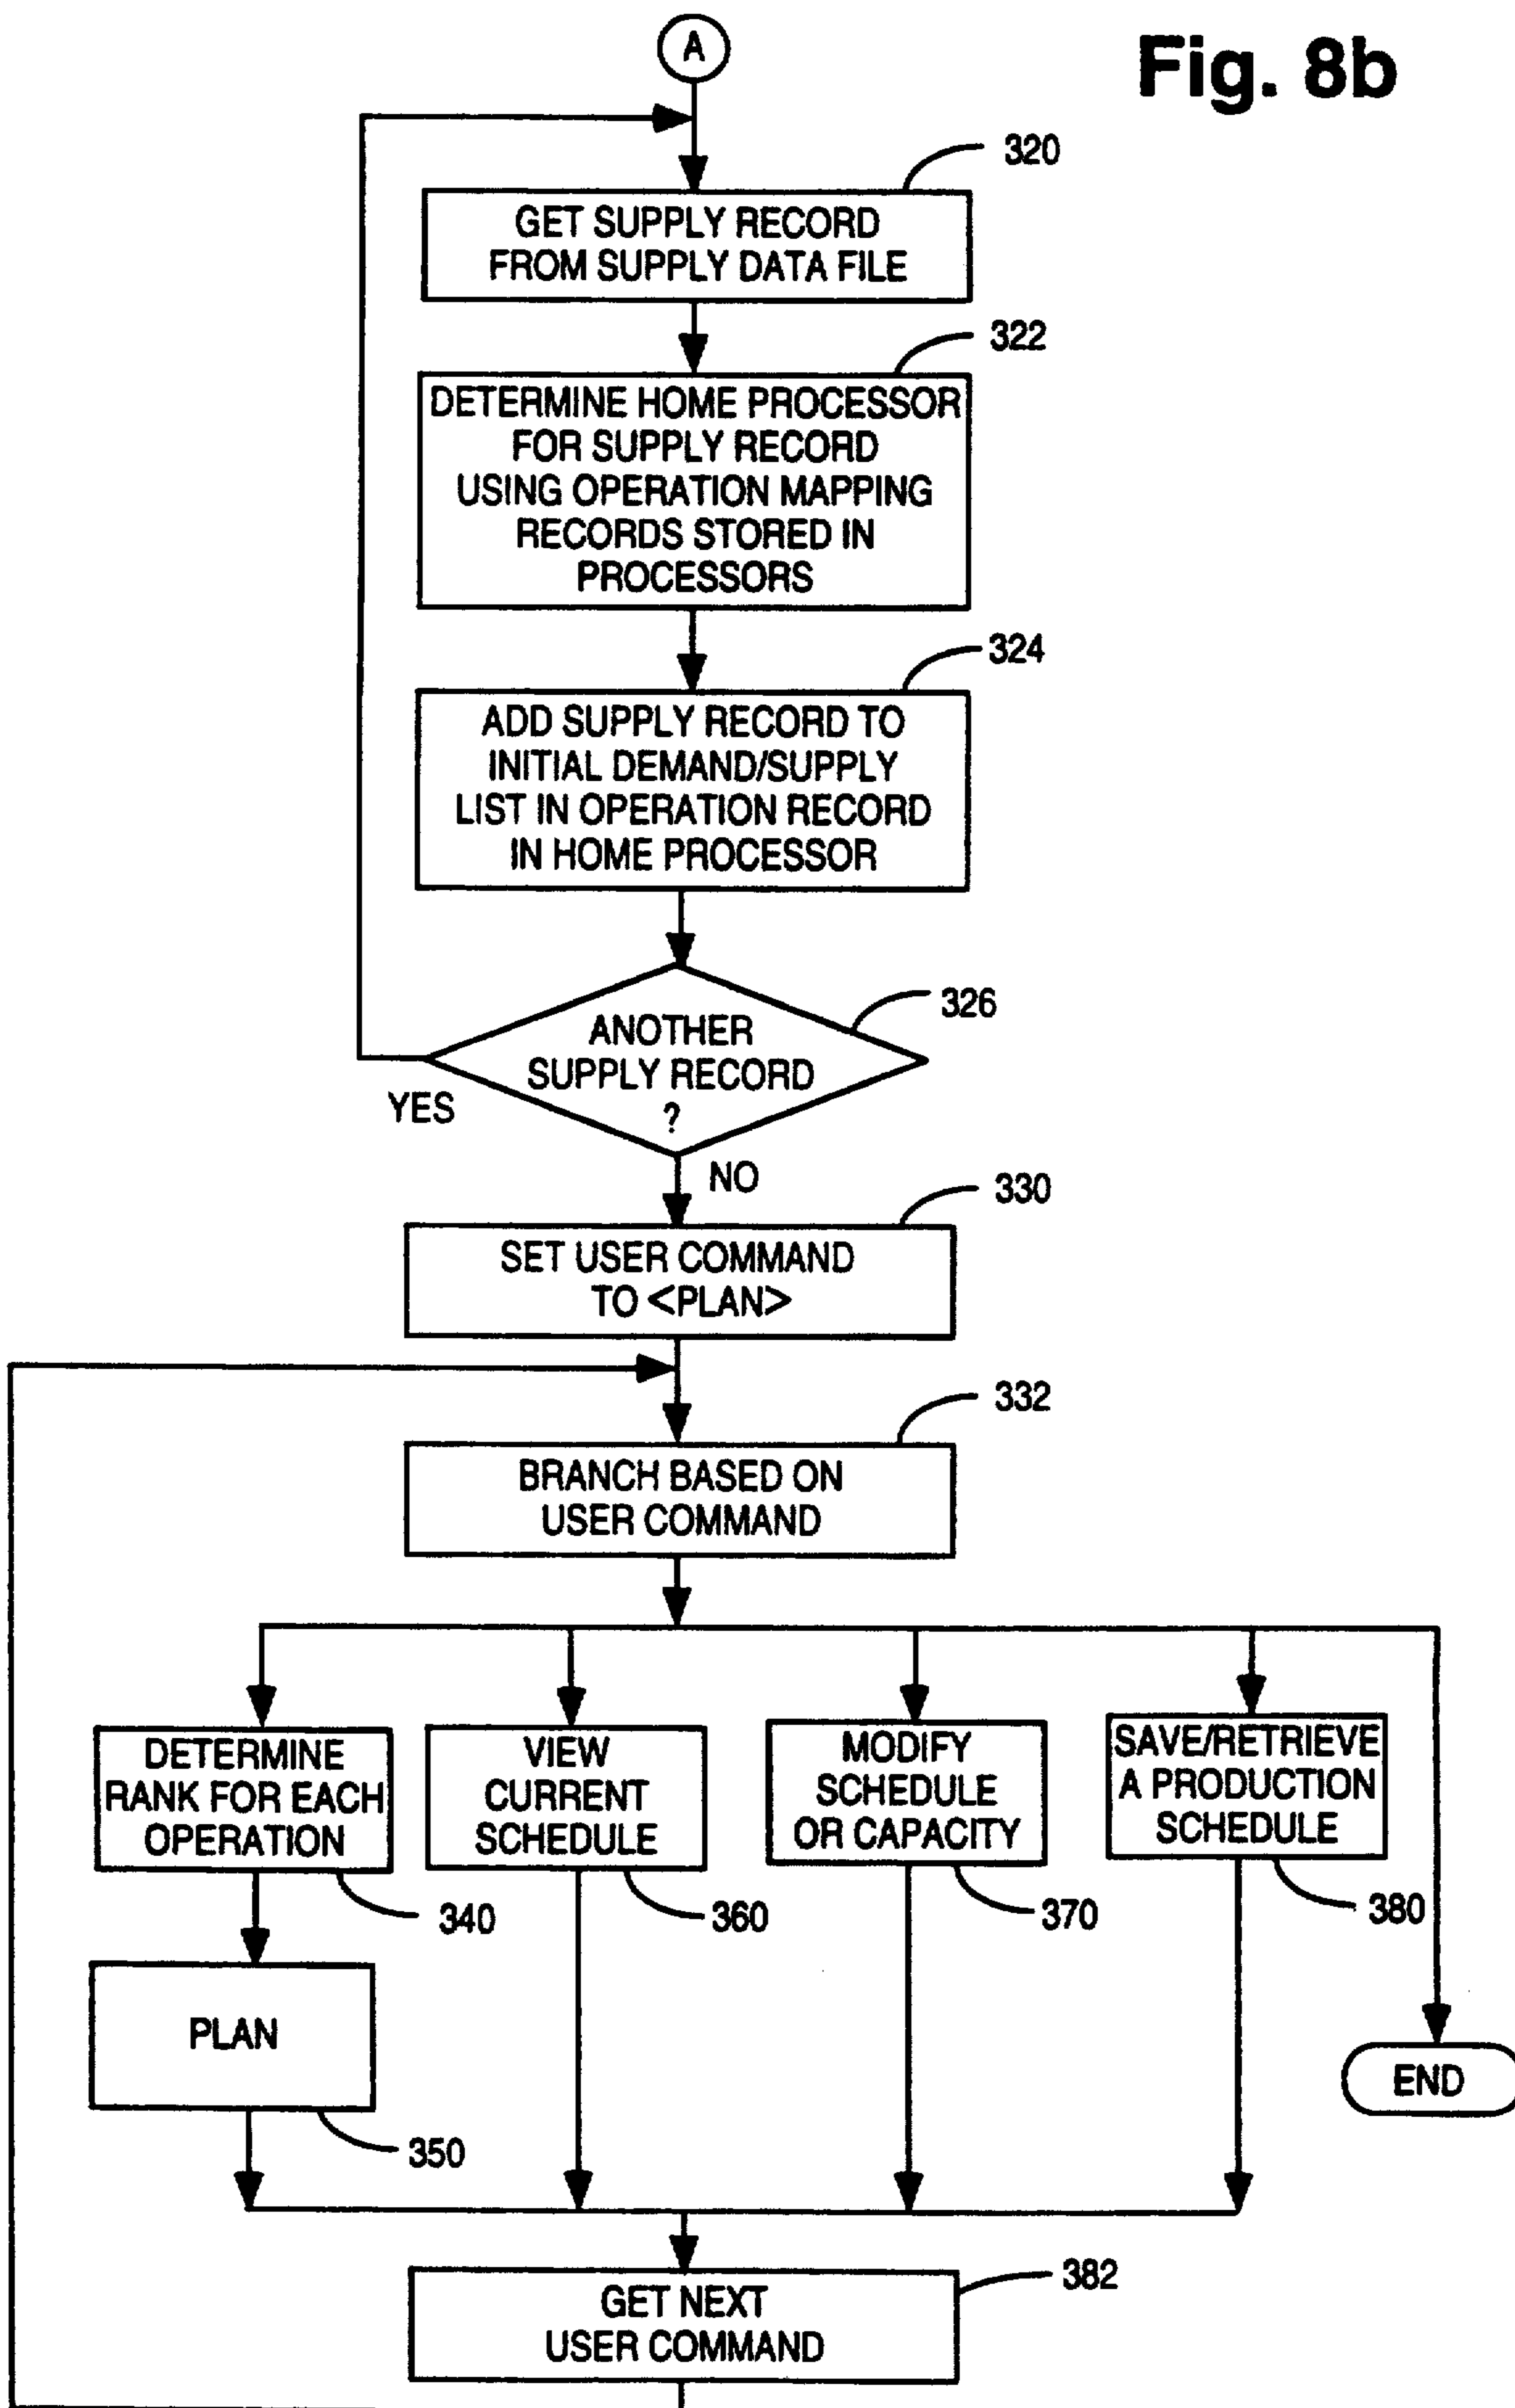 A
Fig. 8b
320
GET SUPPLY RECORD
FROM SUPPLY DATA FILE
322
DETERMINE HOME PROCESSOR
FOR SUPPLY RECORD
USING OPERATION MAPPING
RECORDS STORED IN
PROCESSORS
324
ADD SUPPLY RECORD TO
INITIAL DEMAND/SUPPLY
LIST IN OPERATION RECORD
IN HOME PROCESSOR
326
ANOTHER
SUPPLY RECORD
?
YES
NO
330
SET USER COMMAND
TO <PLAN>
332
BRANCH BASED ON
USER COMMAND
DETERMINE
RANK FOR EACH
OPERATION
340
VIEW
CURRENT
SCHEDULE
360
MODIFY
SCHEDULE
OR CAPACITY
370
SAVE/RETRIEVE
A PRODUCTION
SCHEDULE
380
PLAN
350
END
382
GET NEXT
USER COMMAND